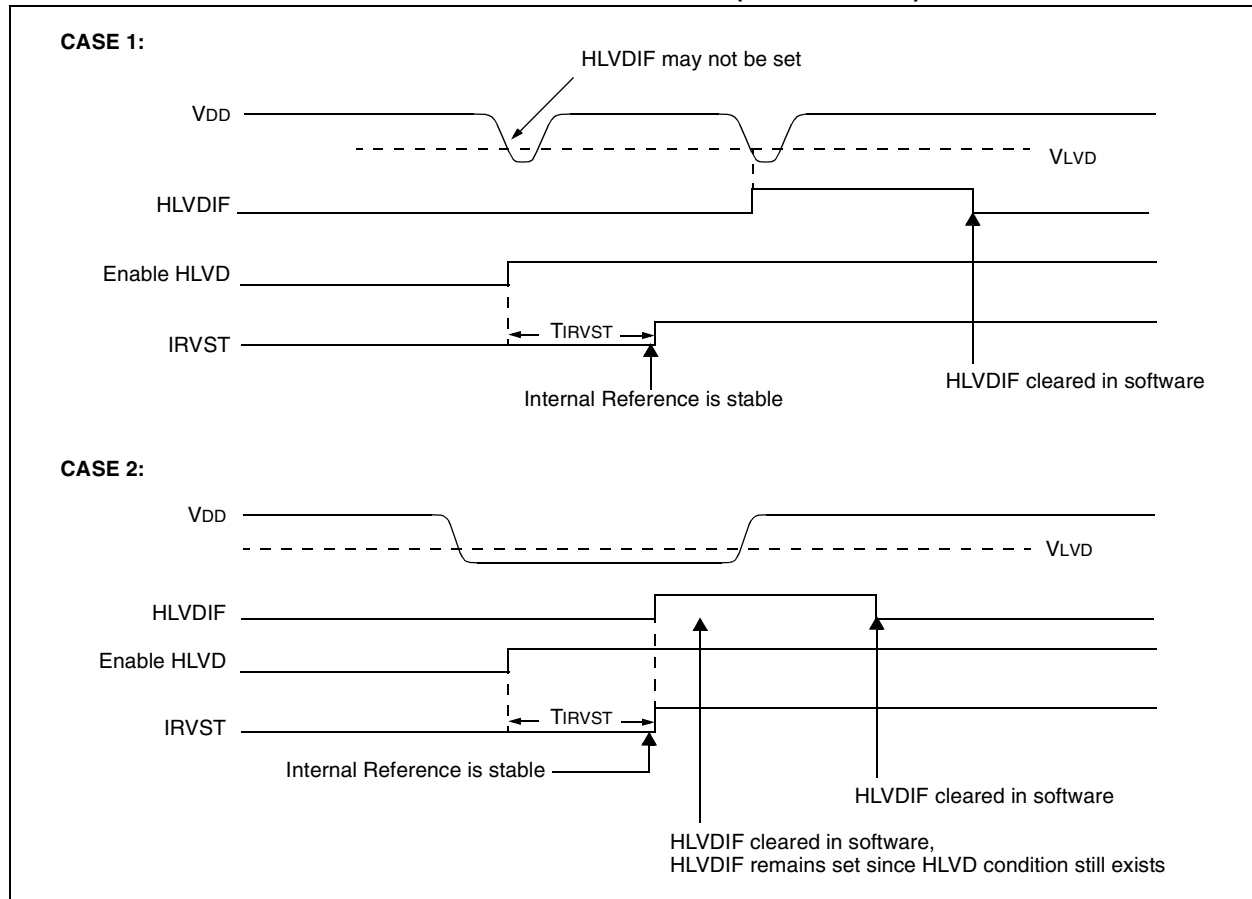 CASE 1:
HLVDIF may not be set
VDD
VLVD
HLVDIF
Enable HLVD
TIRVST
IRVST
HLVDIF cleared in software
Internal Reference is stable
CASE 2:
VDD
VLVD
HLVDIF
Enable HLVD
TIRVST
IRVST
Internal Reference is stable
HLVDIF cleared in software
HLVDIF cleared in software,
HLVDIF remains set since HLVD condition still exists